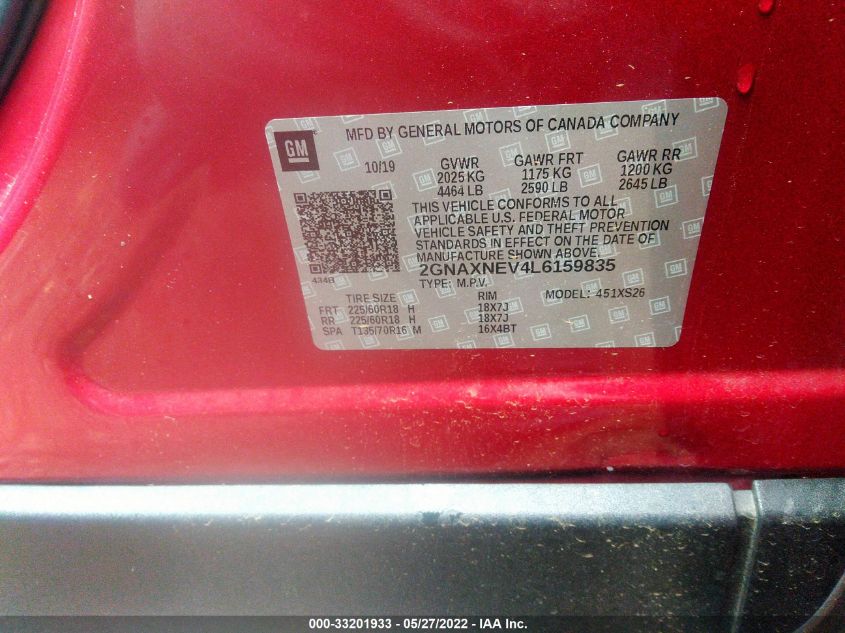 GM
MFD BY GENERAL MOTORS OF CANADA COMPANY
10/19 GVWR GAWR FRT GAWR RR
2025 KG 1175 KG 1200 KG
4464 LB 2590 LB 2645 LB
THIS VEHICLE CONFORMS TO ALL
APPLICABLE U.S. FEDERAL MOTOR
VEHICLE SAFETY AND THEFT PREVENTION
STANDARDS IN EFFECT ON THE DATE OF
MANUFACTURE SHOWN ABOVE.
434B 2GNAXNEV4L6159835
TYPE: M.P.V. MODEL: 451XS26
TIRE SIZE RIM
FRT 225/60R18 H 18X7J
RR 225/60R18 H 18X7J
SPA T135/70R16 M 16X4BT
000-33201933 - 05/27/2022 - IAAI Inc.